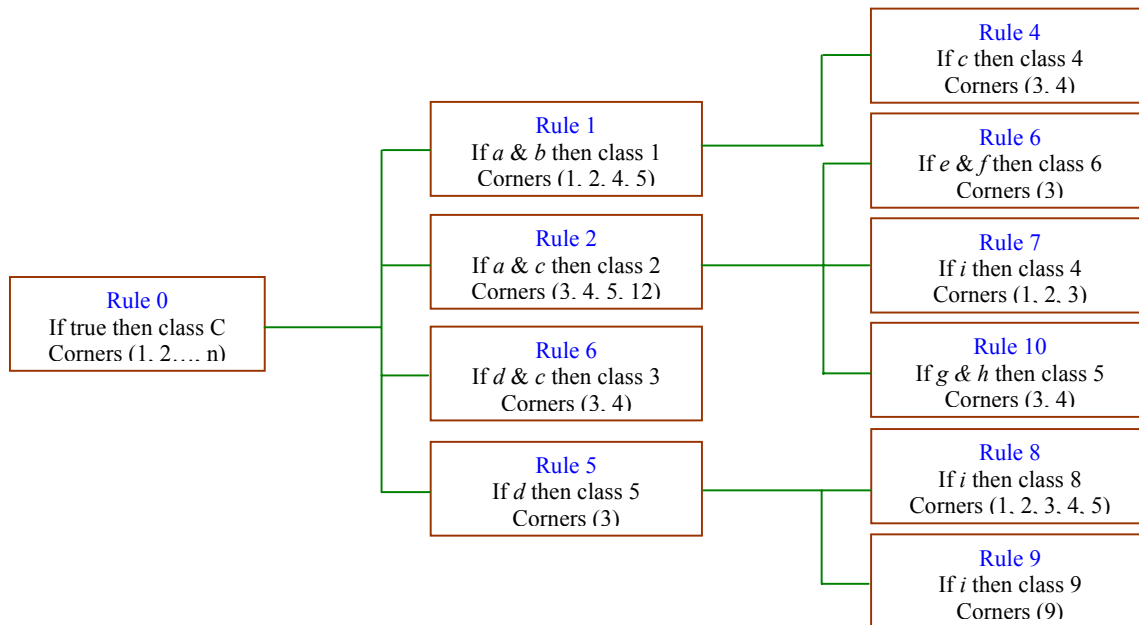 Rule 0
If true then class C
Corners (1, 2…, n)
Rule 1
If a & b then class 1
Corners (1, 2, 4, 5)
Rule 2
If a & c then class 2
Corners (3, 4, 5, 12)
Rule 6
If d & c then class 3
Corners (3, 4)
Rule 5
If d then class 5
Corners (3)
Rule 4
If c then class 4
Corners (3, 4)
Rule 6
If e & f then class 6
Corners (3)
Rule 7
If i then class 4
Corners (1, 2, 3)
Rule 10
If g & h then class 5
Corners (3, 4)
Rule 8
If i then class 8
Corners (1, 2, 3, 4, 5)
Rule 9
If i then class 9
Corners (9)